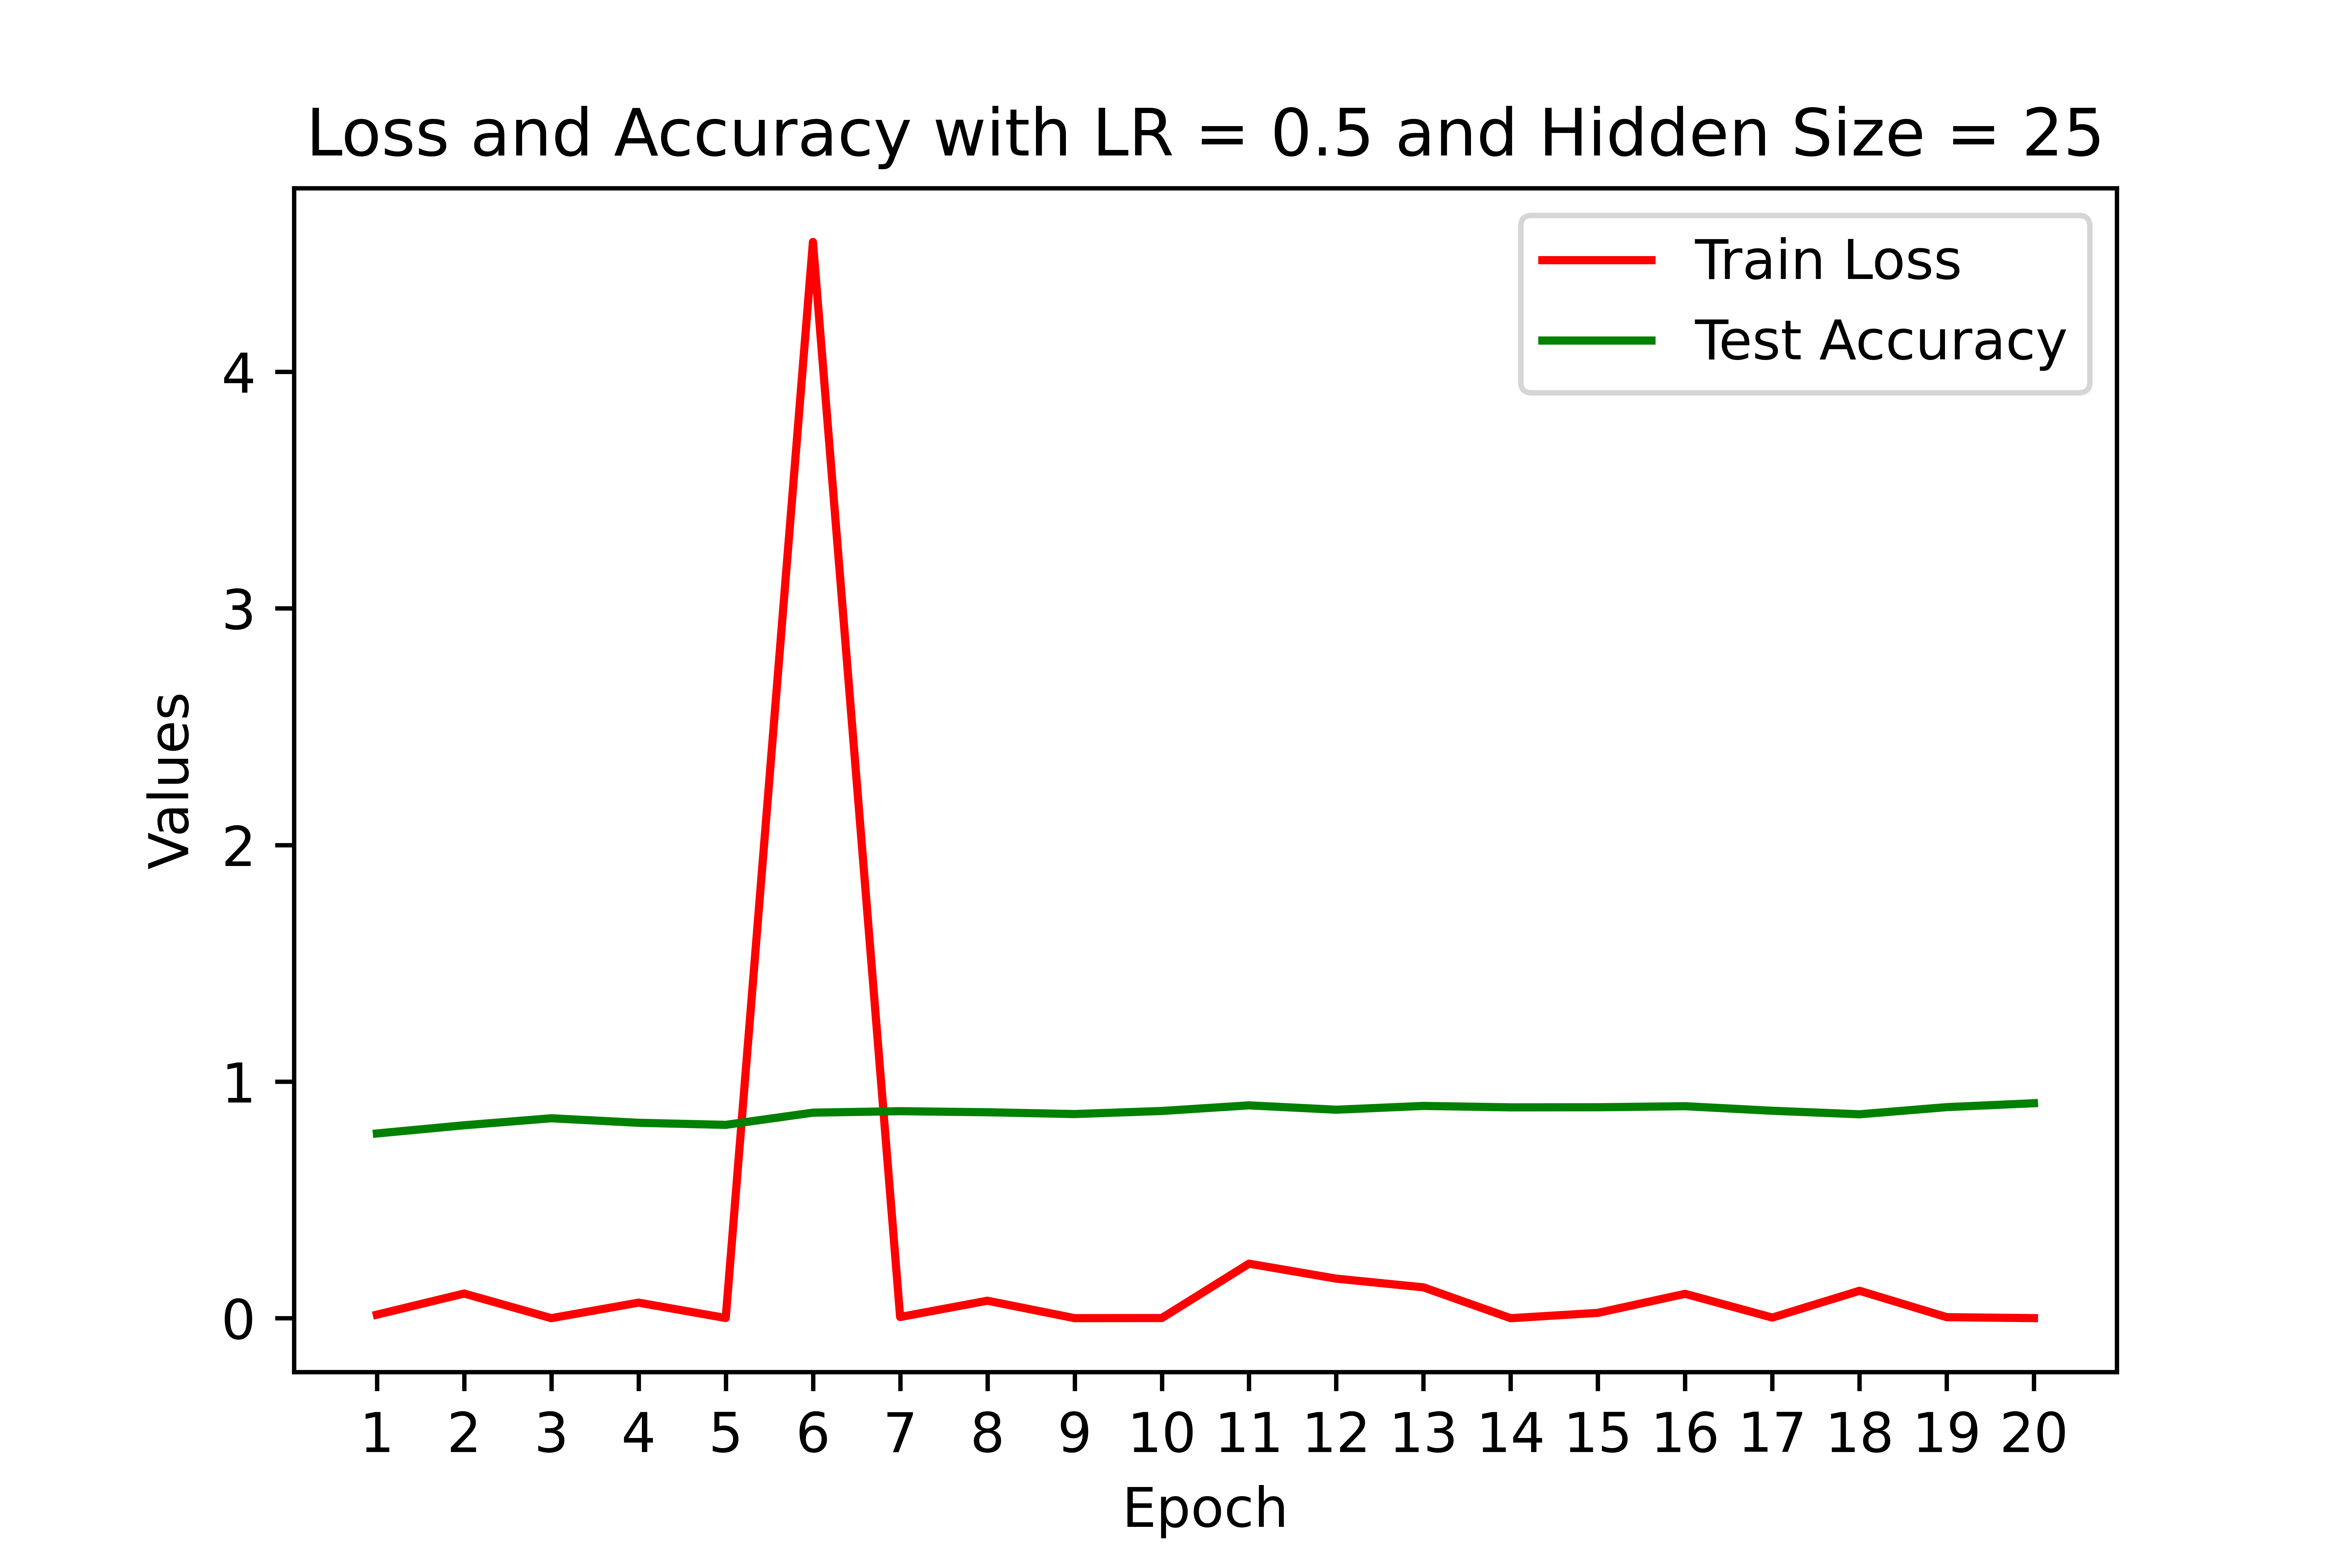 Loss and Accuracy with LR = 0.5 and Hidden Size = 25
Train Loss
Test Accuracy
4
3
2
1
0
Values
1 2 3 4 5 6 7 8 9 10 11 12 13 14 15 16 17 18 19 20
Epoch